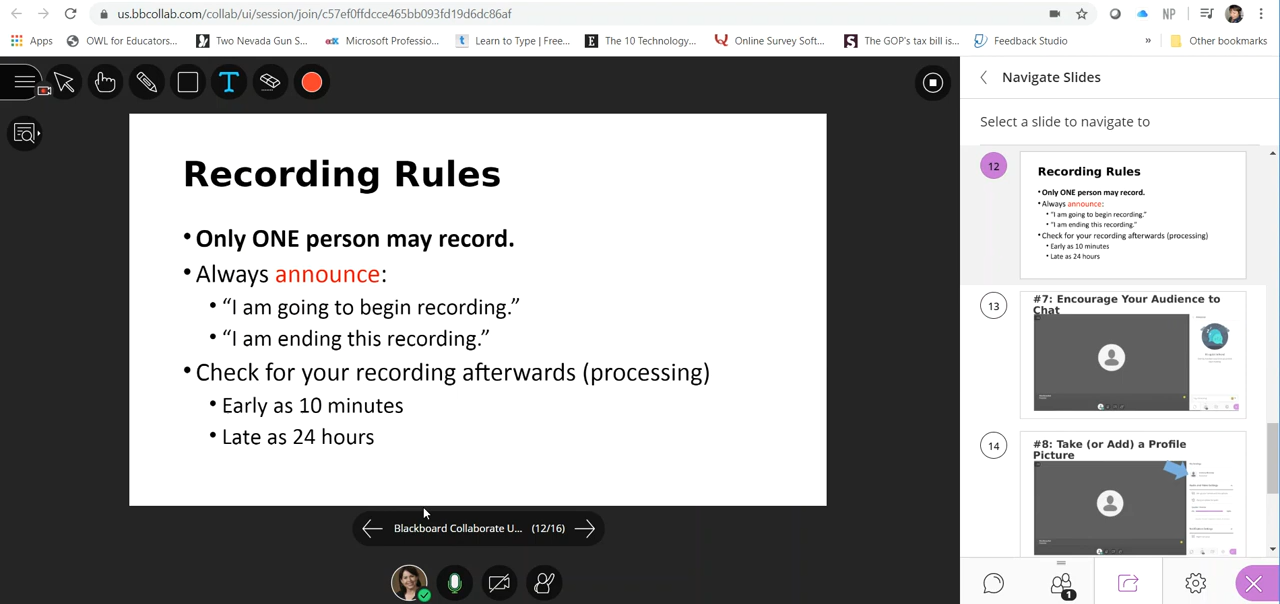 us.bbcollab.com/collab/ui/session/join/c57ef0ffdcce465bb093fd19d6dc86af
NP
Apps
OWL for Educators...
Two Nevada Gun S...
Microsoft Professio...
Learn to Type | Free...
The 10 Technology...
Online Survey Soft...
The GOP's tax bill is...
Feedback Studio
»
Other bookmarks
Recording Rules
• Only ONE person may record.
• Always announce:
• “I am going to begin recording.”
• “I am ending this recording.”
• Check for your recording afterwards (processing)
• Early as 10 minutes
• Late as 24 hours
Blackboard Collaborate U... (12/16)
Navigate Slides
Select a slide to navigate to
12
Recording Rules
• Only ONE person may record.
• Always announce:
• “I am going to begin recording.”
• “I am ending this recording.”
• Check for your recording afterwards (processing)
• Early as 10 minutes
• Late as 24 hours
13
#7: Encourage Your Audience to
Chat
14
#8: Take (or Add) a Profile
Picture
1